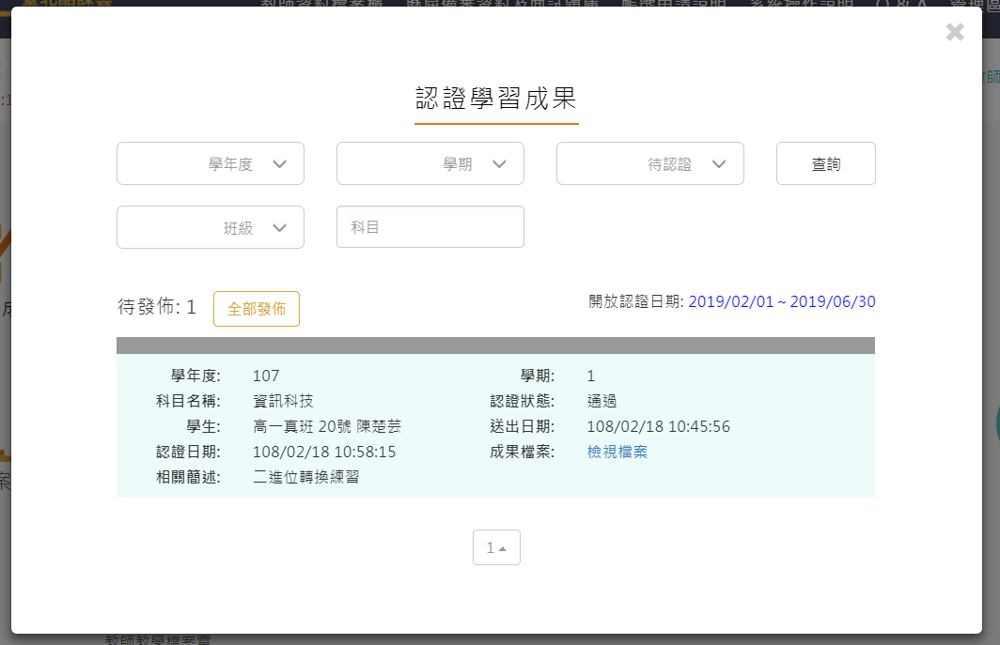 認證學習成果
學年度 學期 待認證 查詢
班級 科目
待發佈: 1 全部發佈 開放認證日期: 2019/02/01 ~ 2019/06/30
學年度: 107 學期: 1
科目名稱: 資訊科技 認證狀態: 通過
學生: 高一真班 20號 陳楚芸 送出日期: 108/02/18 10:45:56
認證日期: 108/02/18 10:58:15 成果檔案: 檢視檔案
相關簡述: 二進位轉換練習
1